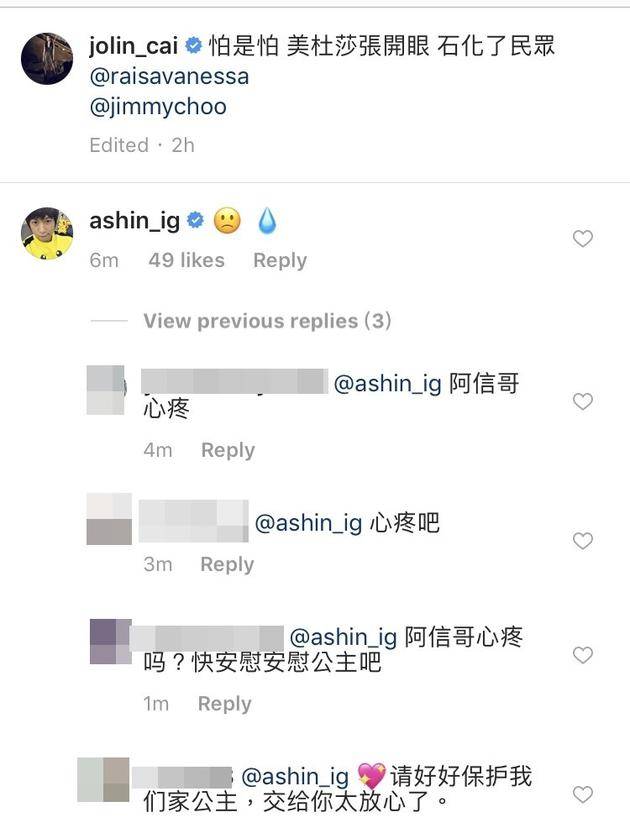 jolin_cai 怕是怕 美杜莎張開眼 石化了民眾
@raisavanessa
@jimmychoo
Edited · 2h
ashin_ig 🙁 💧
6m 49 likes Reply
View previous replies (3)
@ashin_ig 阿信哥
心疼
4m Reply
@ashin_ig 心疼吧
3m Reply
@ashin_ig 阿信哥心疼
吗？快安慰安慰公主吧
1m Reply
@ashin_ig 💖请好好保护我
们家公主，交给你太放心了。